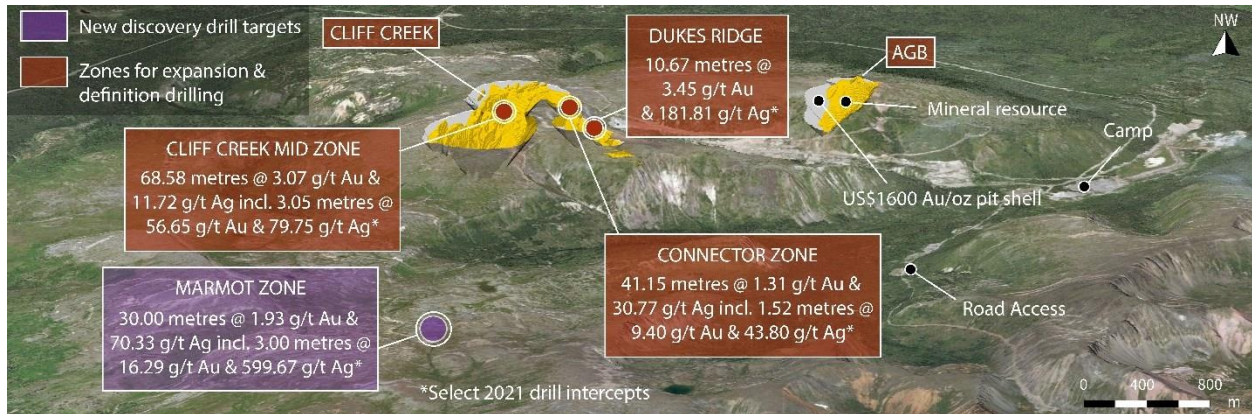 New discovery drill targets
Zones for expansion &
definition drilling
CLIFF CREEK
DUKES RIDGE
10.67 metres @
3.45 g/t Au
& 181.81 g/t Ag*
AGB
NW
Mineral resource
Camp
US$1600 Au/oz pit shell
CLIFF CREEK MID ZONE
68.58 metres @ 3.07 g/t Au &
11.72 g/t Ag incl. 3.05 metres @
56.65 g/t Au & 79.75 g/t Ag*
CONNECTOR ZONE
41.15 metres @ 1.31 g/t Au &
30.77 g/t Ag incl. 1.52 metres @
9.40 g/t Au & 43.80 g/t Ag*
MARMOT ZONE
30.00 metres @ 1.93 g/t Au &
70.33 g/t Ag incl. 3.00 metres @
16.29 g/t Au & 599.67 g/t Ag*
Road Access
*Select 2021 drill intercepts
0 400 800
m